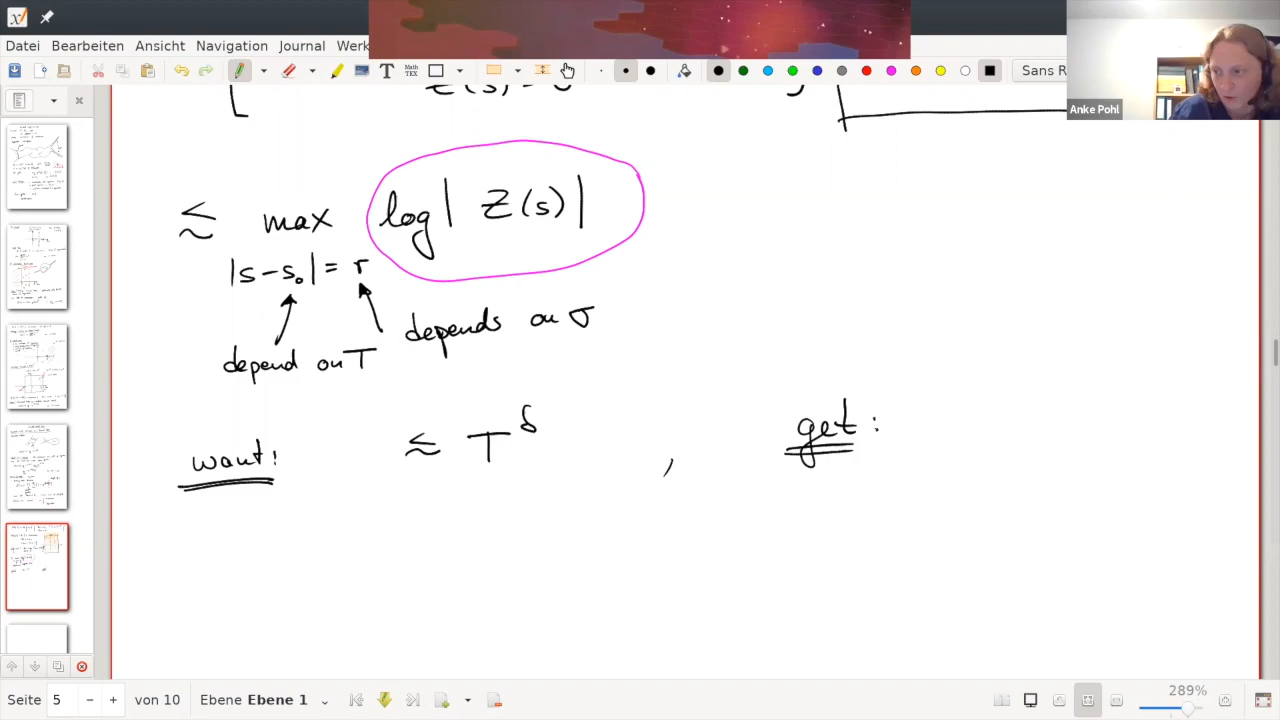 Datei Bearbeiten Ansicht Navigation Journal Werk
Anke Pohl
Sans R
≲ max log| Z(s)|
|s-s₀| = r
depend on T depends on σ
want: ≲ T^δ , get:
Seite 5 von 10 Ebene Ebene 1 289%